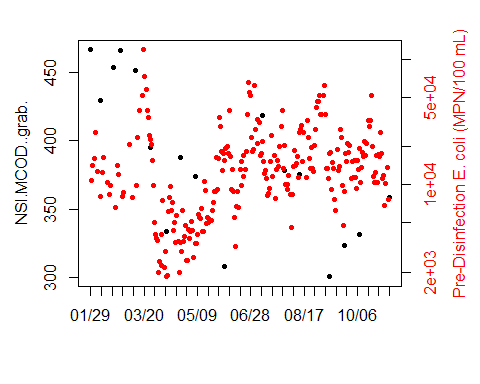 NSI.MCOD..grab.
300
350
400
450
01/29
03/20
05/09
06/28
08/17
10/06
2e+03
1e+04
5e+04
Pre-Disinfection E. coli (MPN/100 mL)